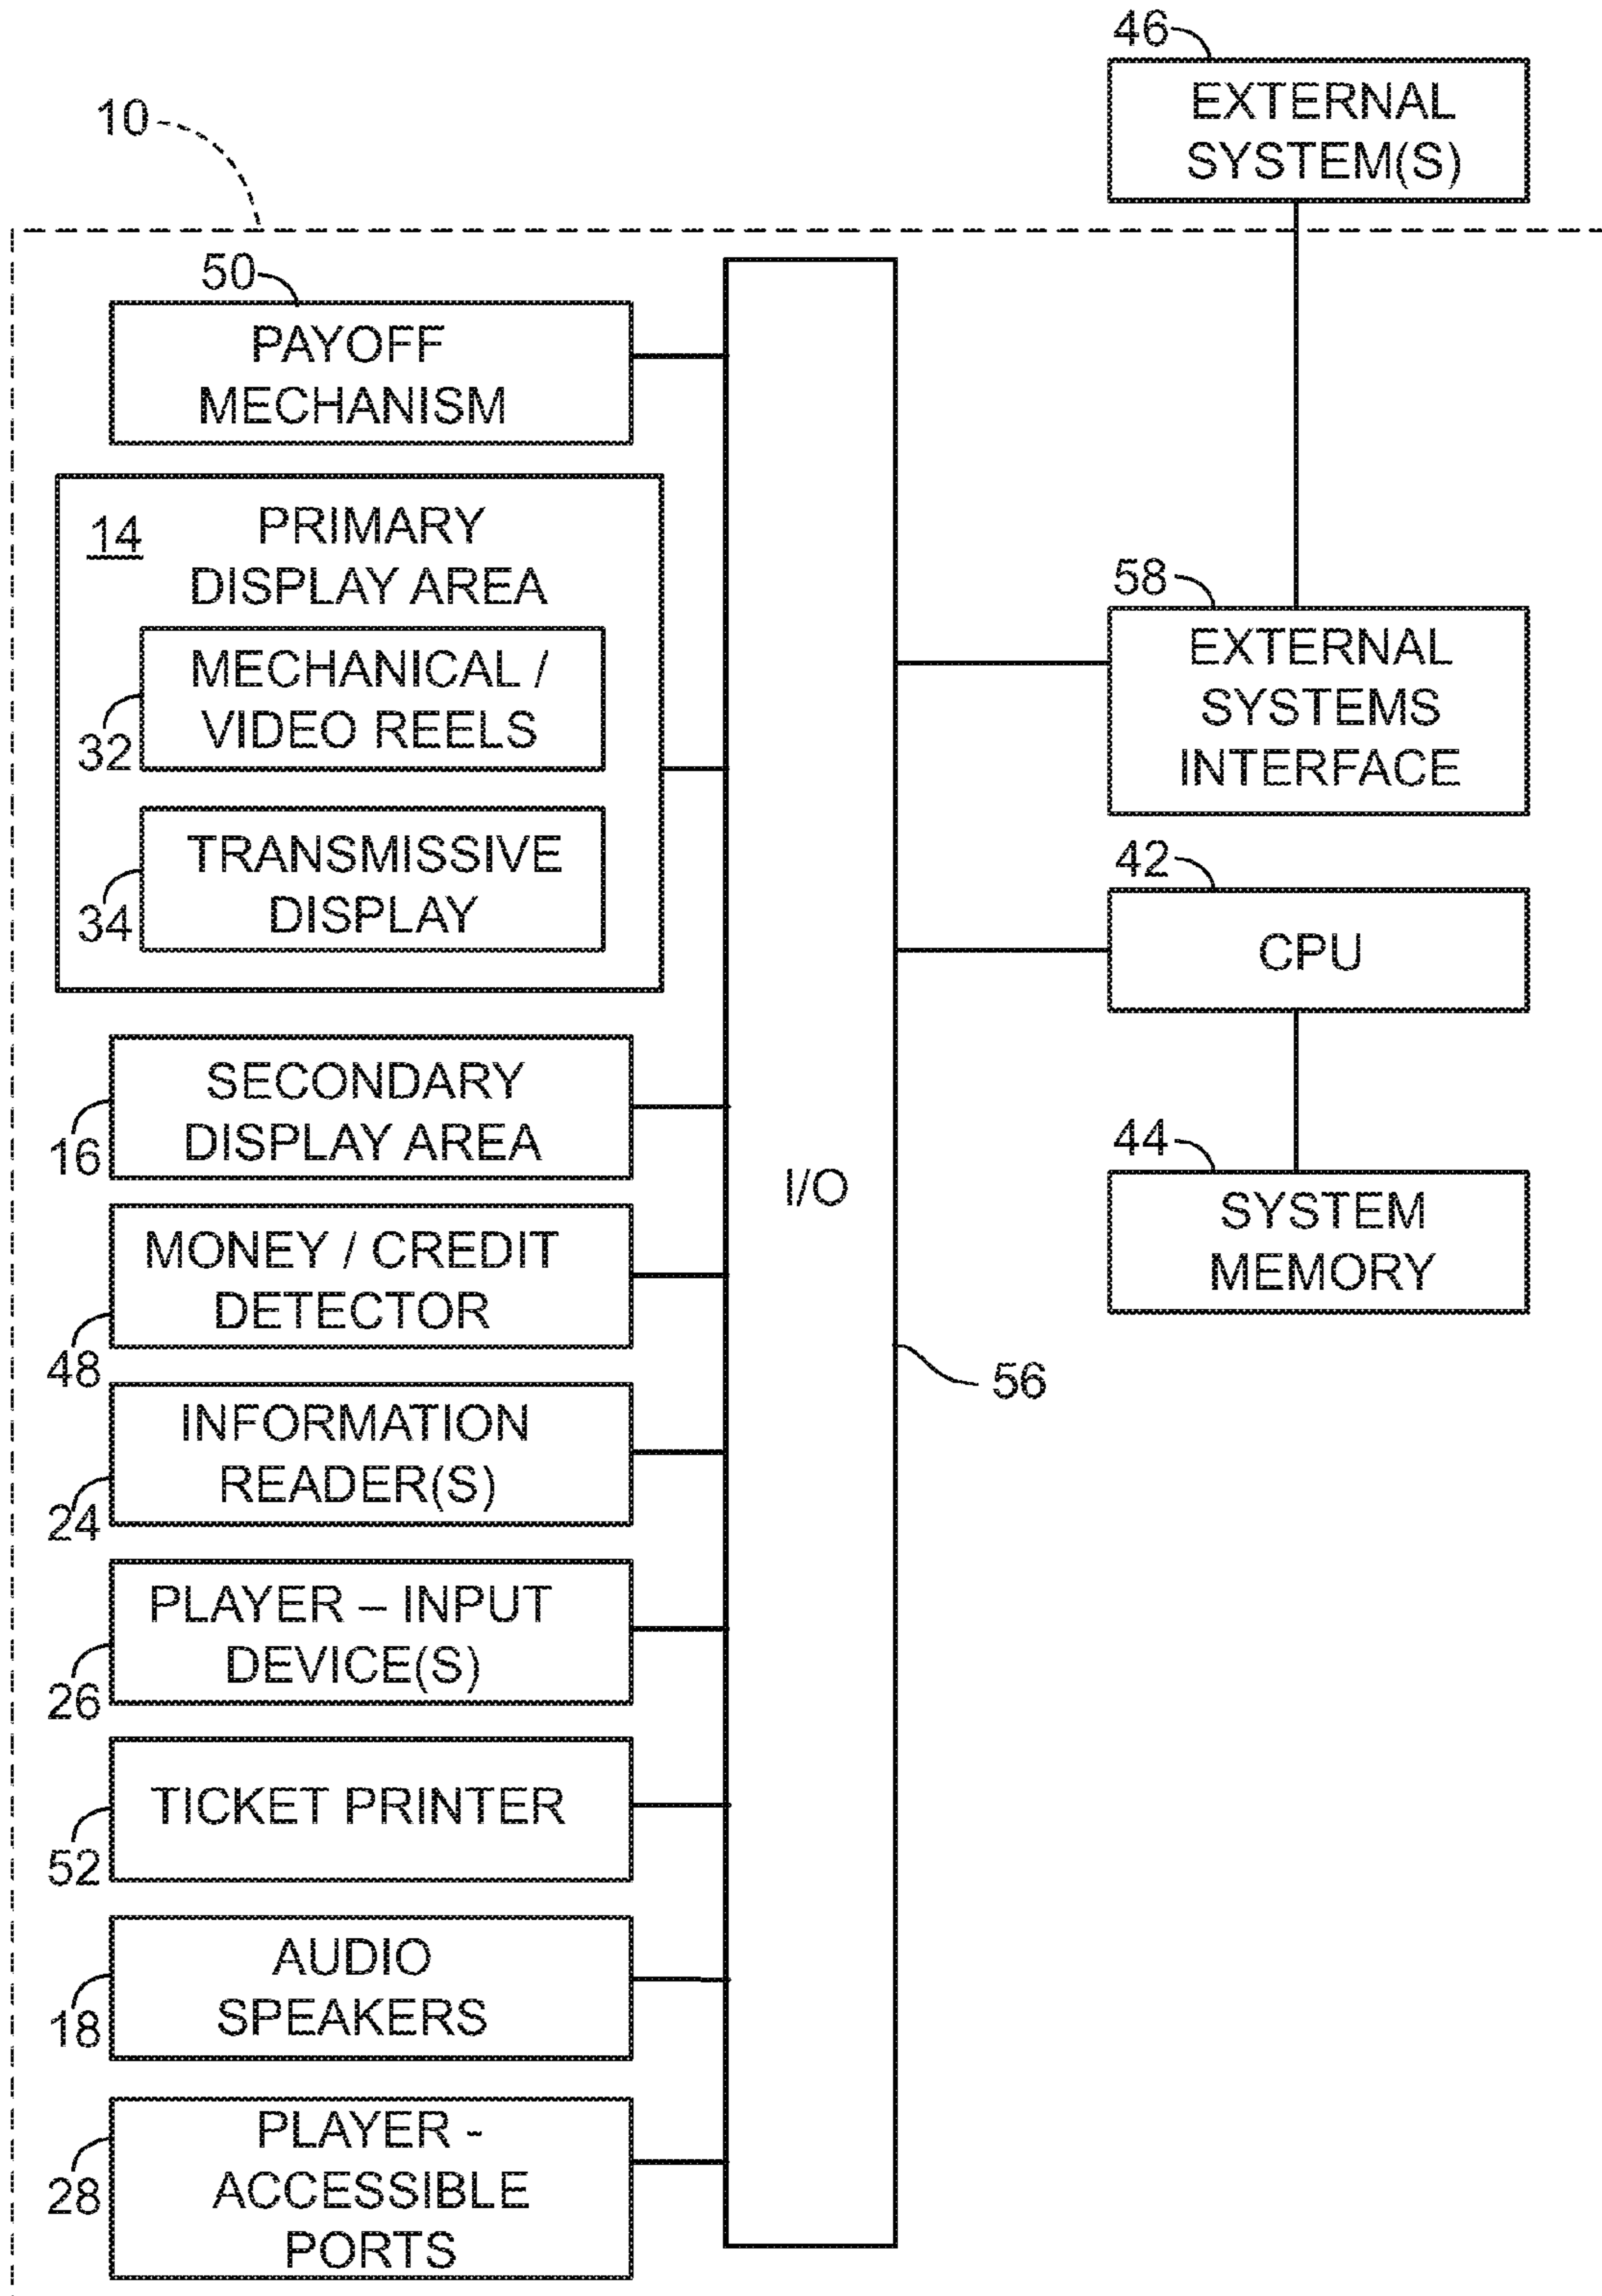 46
EXTERNAL
SYSTEM(S)
10
50
PAYOFF
MECHANISM
14
PRIMARY
DISPLAY AREA
MECHANICAL /
VIDEO REELS
32
TRANSMISSIVE
DISPLAY
34
58
EXTERNAL
SYSTEMS
INTERFACE
42
CPU
SECONDARY
DISPLAY AREA
16
44
SYSTEM
MEMORY
I/O
56
MONEY / CREDIT
DETECTOR
48
INFORMATION
READER(S)
24
PLAYER – INPUT
DEVICE(S)
26
TICKET PRINTER
52
AUDIO
SPEAKERS
18
PLAYER -
ACCESSIBLE
PORTS
28